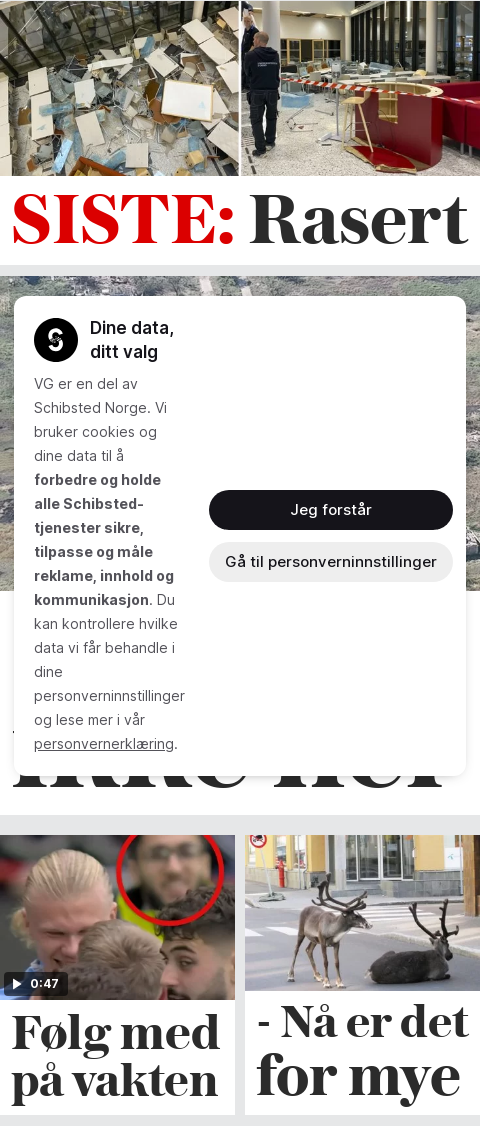 SISTE: Rasert
Dine data,
ditt valg
VG er en del av
Schibsted Norge. Vi
bruker cookies og
dine data til å
forbedre og holde
alle Schibsted-
tjenester sikre,
tilpasse og måle
reklame, innhold og
kommunikasjon. Du
kan kontrollere hvilke
data vi får behandle i
dine
personverninnstillinger
og lese mer i vår
personvernerklæring.
Jeg forstår
Gå til personverninnstillinger
0:47
Følg med
på vakten
- Nå er det
for mye